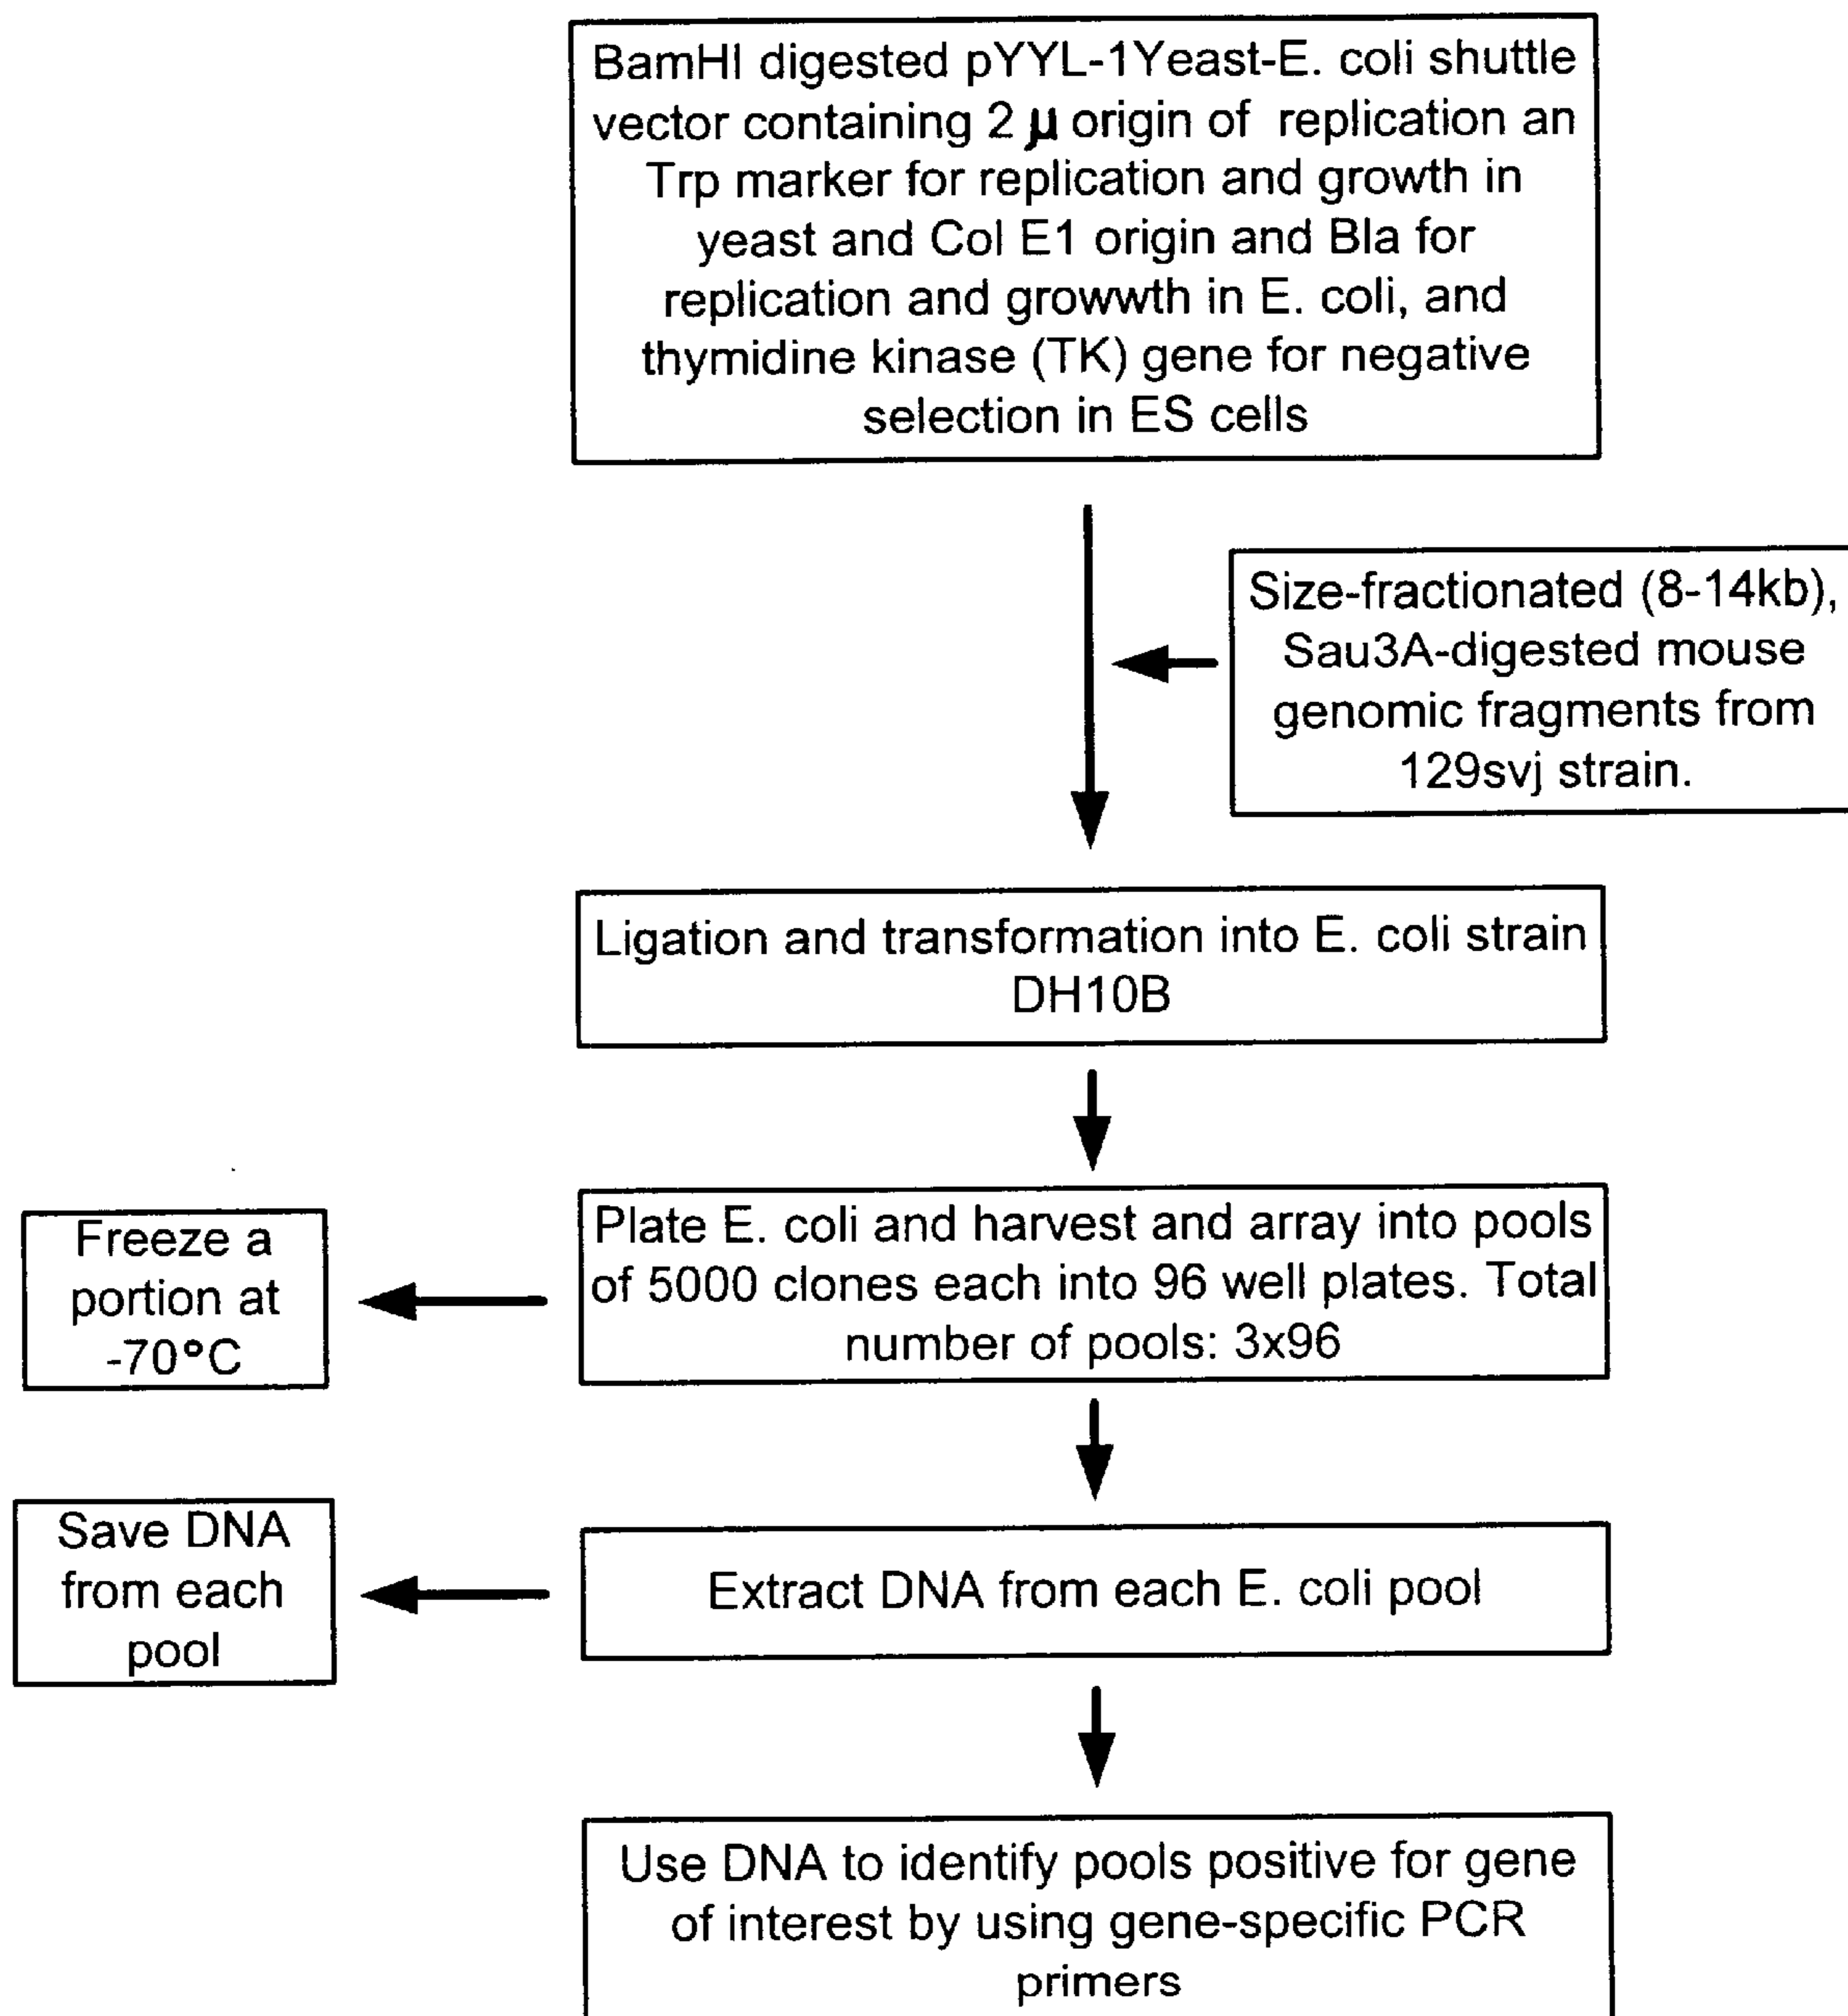 BamHI digested pYYL-1Yeast-E. coli shuttle
vector containing 2 µ origin of replication an
Trp marker for replication and growth in
yeast and Col E1 origin and Bla for
replication and growwth in E. coli, and
thymidine kinase (TK) gene for negative
selection in ES cells
Size-fractionated (8-14kb),
Sau3A-digested mouse
genomic fragments from
129svj strain.
Ligation and transformation into E. coli strain
DH10B
Plate E. coli and harvest and array into pools
of 5000 clones each into 96 well plates. Total
number of pools: 3x96
Freeze a
portion at
-70°C
Extract DNA from each E. coli pool
Save DNA
from each
pool
Use DNA to identify pools positive for gene
of interest by using gene-specific PCR
primers